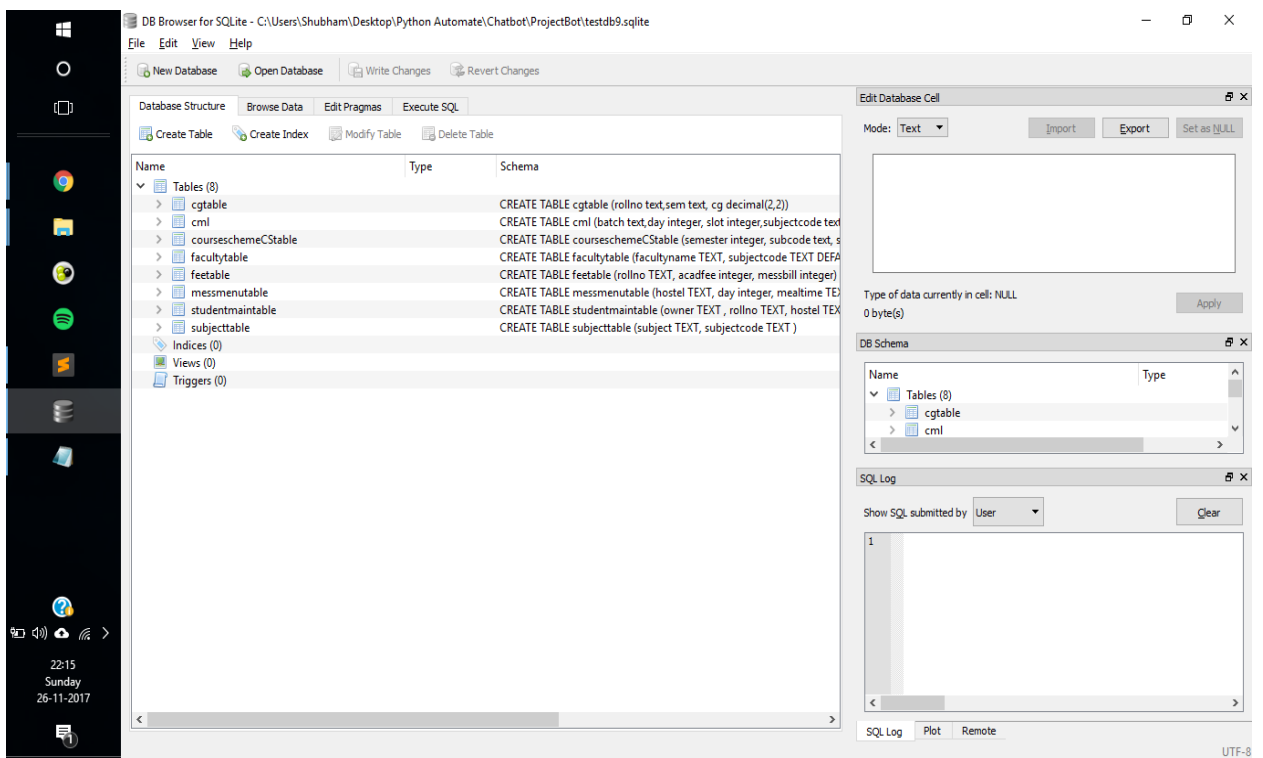 DB Browser for SQLite - C:\Users\Shubham\Desktop\Python Automate\Chatbot\ProjectBot\testdb9.sqlite
File Edit View Help
New Database Open Database Write Changes Revert Changes
Database Structure Browse Data Edit Pragmas Execute SQL
Create Table Create Index Modify Table Delete Table
Name Type Schema
Tables (8)
cgtable CREATE TABLE cgtable (rollno text,sem text, cg decimal(2,2))
cml CREATE TABLE cml (batch text,day integer, slot integer,subjectcode text
courseschemeCStable CREATE TABLE courseschemeCStable (semester integer, subcode text, s
facultytable CREATE TABLE facultytable (facultyname TEXT, subjectcode TEXT DEFA
feetable CREATE TABLE feetable (rollno TEXT, acadfee integer, messbill integer)
messmenutable CREATE TABLE messmenutable (hostel TEXT, day integer, mealtime TEX
studentmaintable CREATE TABLE studentmaintable (owner TEXT , rollno TEXT, hostel TEX
subjecttable CREATE TABLE subjecttable (subject TEXT, subjectcode TEXT )
Indices (0)
Views (0)
Triggers (0)
Edit Database Cell
Mode: Text Import Export Set as NULL
Type of data currently in cell: NULL
0 byte(s)
Apply
DB Schema
Name Type
Tables (8)
cgtable
cml
SQL Log
Show SQL submitted by User Clear
1
SQL Log Plot Remote
UTF-8
22:15
Sunday
26-11-2017
1